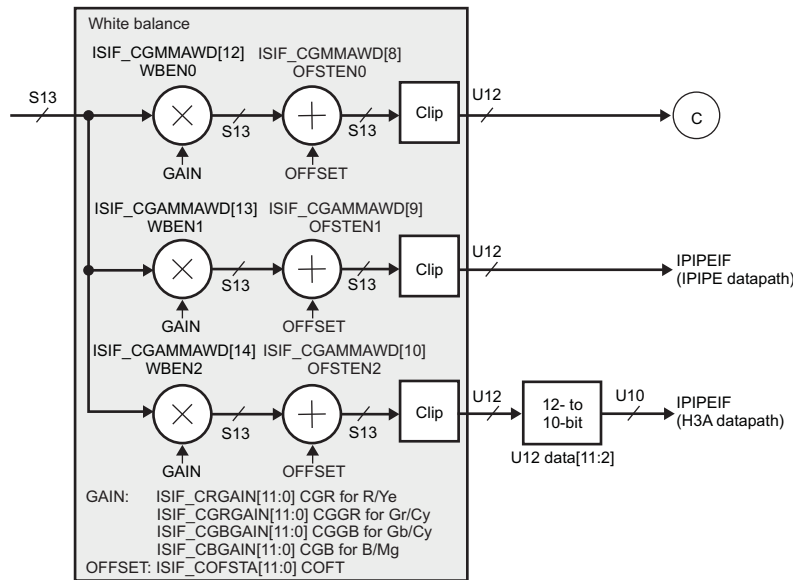 White balance
ISIF_CGMMAWD[12]
WBEN0
ISIF_CGMMAWD[8]
OFSTEN0
S13
S13
S13
Clip
U12
C
GAIN
OFFSET
ISIF_CGAMMAWD[13]
WBEN1
ISIF_CGAMMAWD[9]
OFSTEN1
S13
S13
Clip
U12
IPIPEIF
(IPIPE datapath)
GAIN
OFFSET
ISIF_CGAMMAWD[14]
WBEN2
ISIF_CGAMMAWD[10]
OFSTEN2
S13
S13
Clip
U12
12- to
10-bit
U10
IPIPEIF
(H3A datapath)
U12 data[11:2]
GAIN
OFFSET
GAIN: ISIF_CRGAIN[11:0] CGR for R/Ye
ISIF_CGRGAIN[11:0] CGGR for Gr/Cy
ISIF_CGBGAIN[11:0] CGGB for Gb/Cy
ISIF_CBGAIN[11:0] CGB for B/Mg
OFFSET: ISIF_COFSTA[11:0] COFT